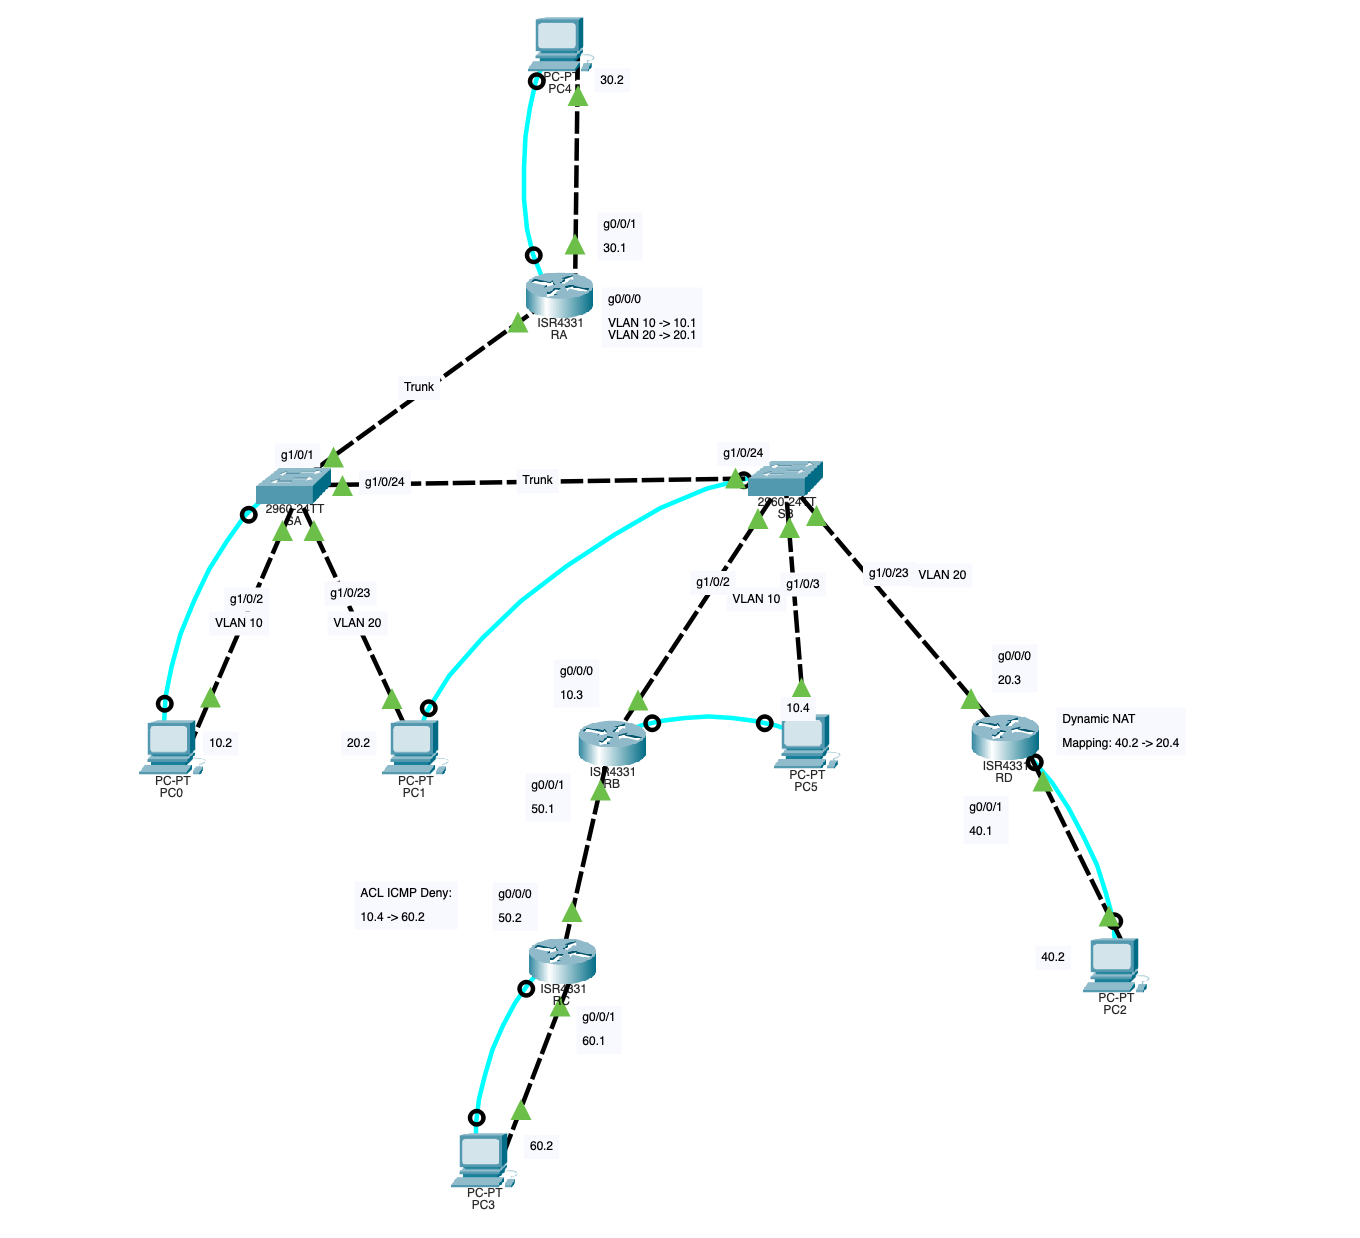 PC-PT
PC4
30.2
g0/0/1
30.1
ISR4331
RA
g0/0/0
VLAN 10 -> 10.1
VLAN 20 -> 20.1
Trunk
g1/0/1
g1/0/24
Trunk
g1/0/24
2960-24TT
SA
2960-24TT
SB
g1/0/2
VLAN 10
g1/0/23
VLAN 20
g1/0/2
VLAN 10
g1/0/3
g1/0/23
VLAN 20
10.2
PC-PT
PC0
20.2
PC-PT
PC1
g0/0/0
10.3
ISR4331
RB
10.4
PC-PT
PC5
g0/0/0
20.3
Dynamic NAT
Mapping: 40.2 -> 20.4
ISR4331
RD
g0/0/1
50.1
g0/0/1
40.1
ACL ICMP Deny:
10.4 -> 60.2
g0/0/0
50.2
ISR4331
RC
40.2
PC-PT
PC2
g0/0/1
60.1
60.2
PC-PT
PC3